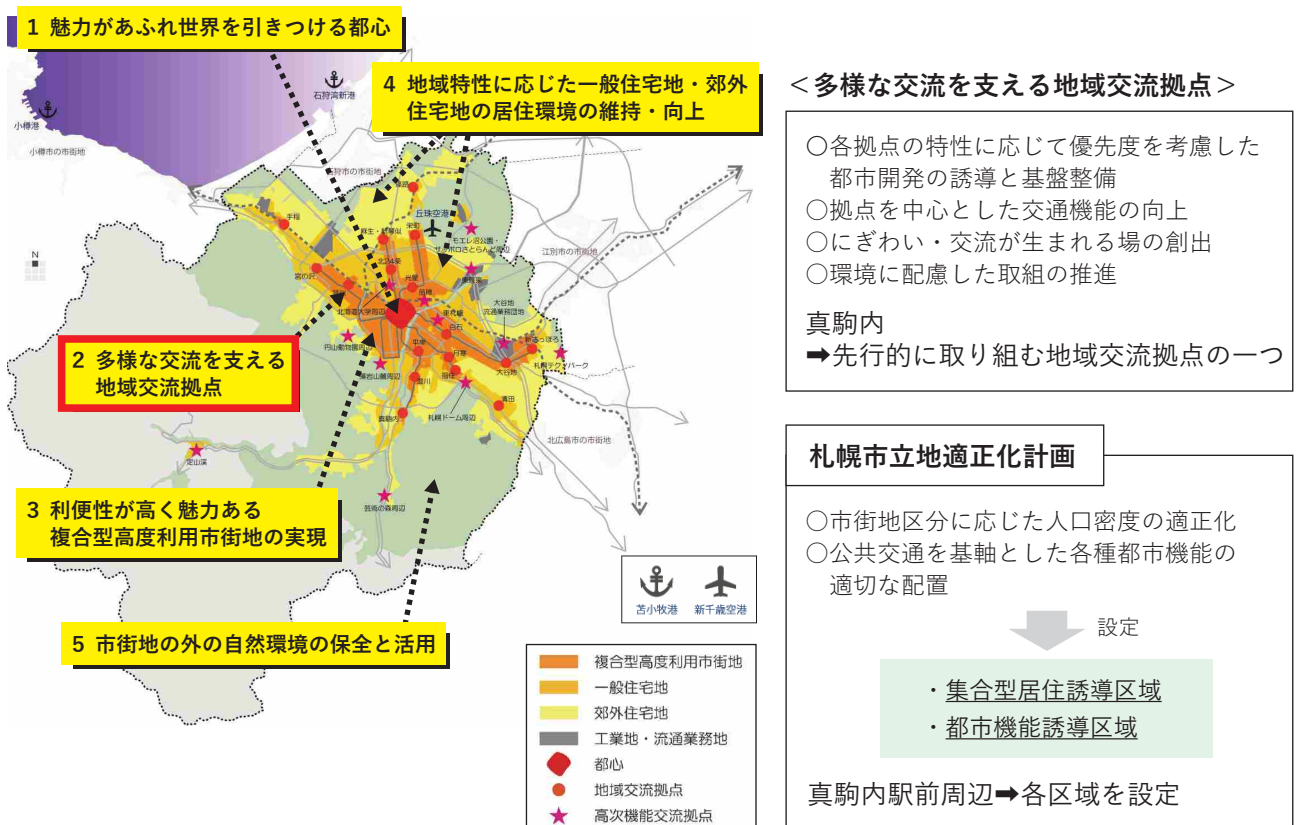 1 魅力があふれ世界を引きつける都心
4 地域特性に応じた一般住宅地・郊外
住宅地の居住環境の維持・向上
石狩湾新港
小樽港
小樽市の市街地
石狩市の市街地
篠路
丘珠空港
手稲
麻生・新琴似
栄町
モエレ沼公園・
サッポロさとらんど周辺
江別市の市街地
北24条
宮の沢
光星
苗穂
北海道大学周辺
大谷地
流通業務団地
東札幌
白石
新さっぽろ
円山動物園周辺
平岸
月寒
札幌テクノパーク
藻岩山麓周辺
大谷地
澄川
福住
清田
真駒内
札幌ドーム周辺
北広島市の市街地
定山渓
芸術の森周辺
N
2 多様な交流を支える
地域交流拠点
3 利便性が高く魅力ある
複合型高度利用市街地の実現
5 市街地の外の自然環境の保全と活用
苫小牧港 新千歳空港
複合型高度利用市街地
一般住宅地
郊外住宅地
工業地・流通業務地
都心
地域交流拠点
高次機能交流拠点
＜多様な交流を支える地域交流拠点＞
○各拠点の特性に応じて優先度を考慮した
都市開発の誘導と基盤整備
○拠点を中心とした交通機能の向上
○にぎわい・交流が生まれる場の創出
○環境に配慮した取組の推進
真駒内
➡先行的に取り組む地域交流拠点の一つ
札幌市立地適正化計画
○市街地区分に応じた人口密度の適正化
○公共交通を基軸とした各種都市機能の
適切な配置
設定
・集合型居住誘導区域
・都市機能誘導区域
真駒内駅前周辺➡各区域を設定